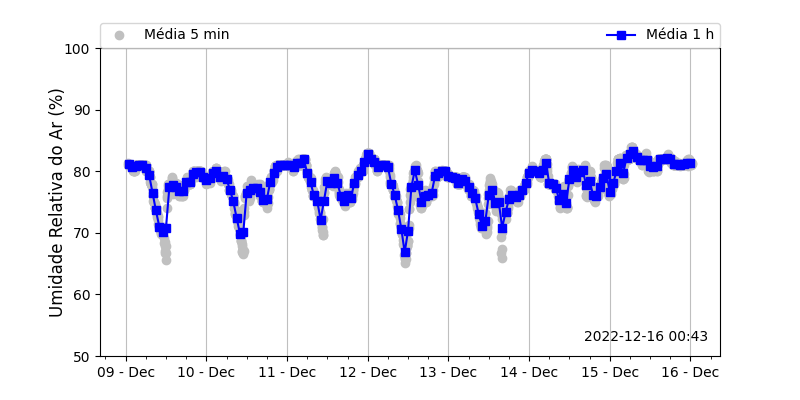 Média 5 min
Média 1 h
Umidade Relativa do Ar (%)
100
90
80
70
60
50
2022-12-16 00:43
09 - Dec
10 - Dec
11 - Dec
12 - Dec
13 - Dec
14 - Dec
15 - Dec
16 - Dec